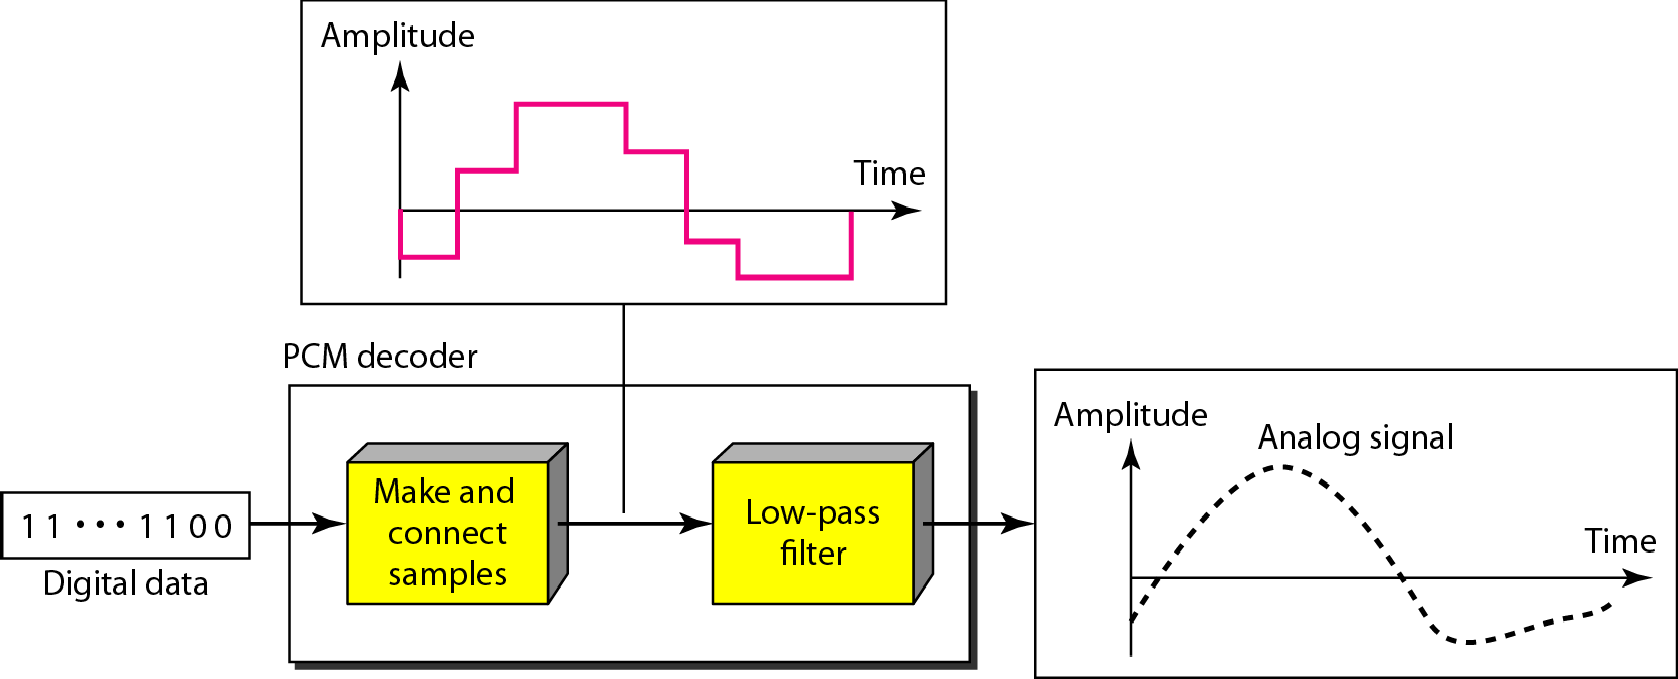 Amplitude
Time
PCM decoder
Make and
connect
samples
Low-pass
filter
1 1 • • • 1 1 0 0
Digital data
Amplitude
Analog signal
Time